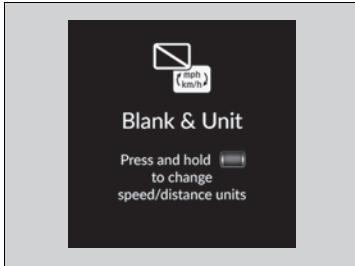 mph
km/h
Blank & Unit
Press and hold
to change
speed/distance units